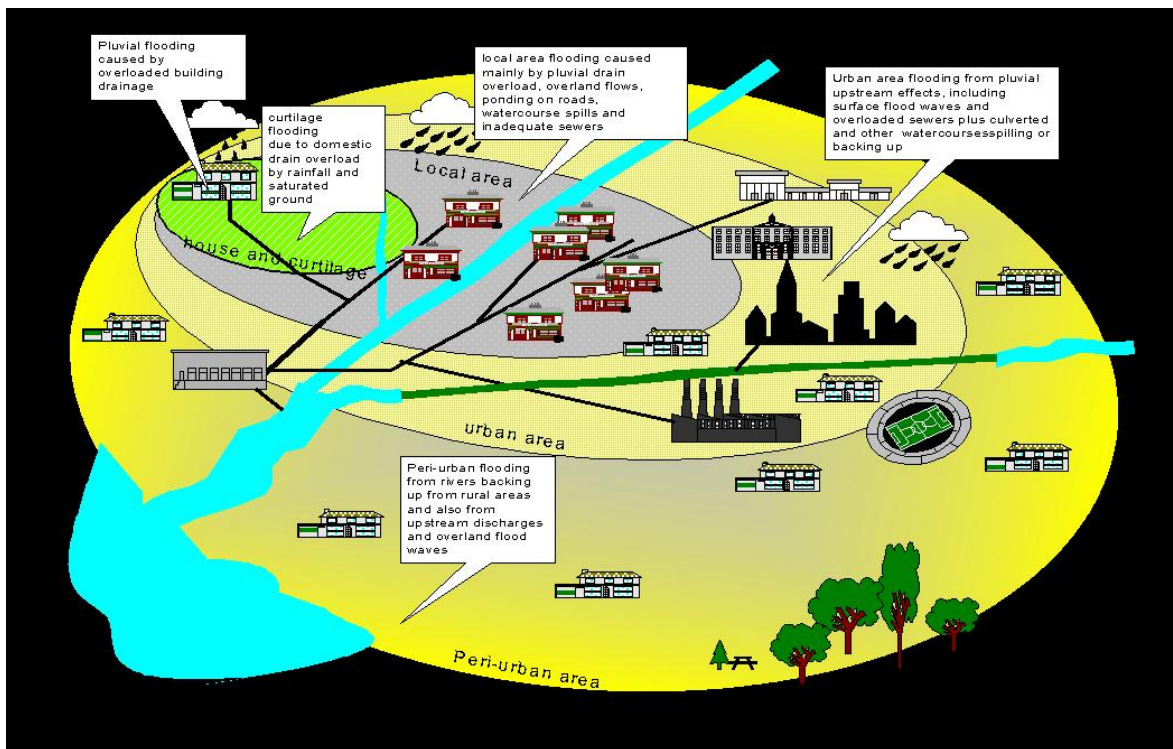 Pluvial flooding
caused by
overloaded building
drainage
local area flooding caused
mainly by pluvial drain
overload, overland flows,
ponding on roads,
watercourse spills and
inadequate sewers
Urban area flooding from pluvial
upstream effects, including
surface flood waves and
overloaded sewers plus culverted
and other watercoursesspilling or
backing up
curtilage
flooding
due to domestic
drain overload
by rainfall and
saturated
ground
Local area
house and curtilage
urban area
Peri-urban flooding
from rivers backing
up from rural areas
and also from
upstream discharges
and overland flood
waves
Peri-urban area